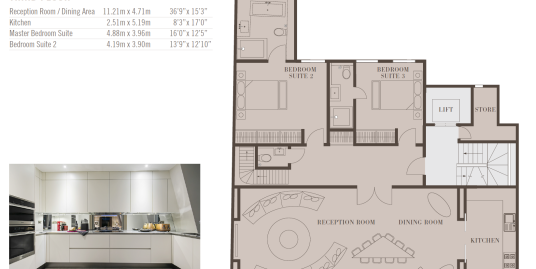 Reception Room / Dining Area 11.21m x 4.71m 36'9" x 15'3"
Kitchen 2.51m x 5.19m 8'3" x 17'0"
Master Bedroom Suite 4.88m x 3.96m 16'0" x 12'5"
Bedroom Suite 2 4.19m x 3.90m 13'9" x 12'10"
BEDROOM
SUITE 2
BEDROOM
SUITE 3
LIFT
STORE
RECEPTION ROOM
DINING ROOM
KITCHEN